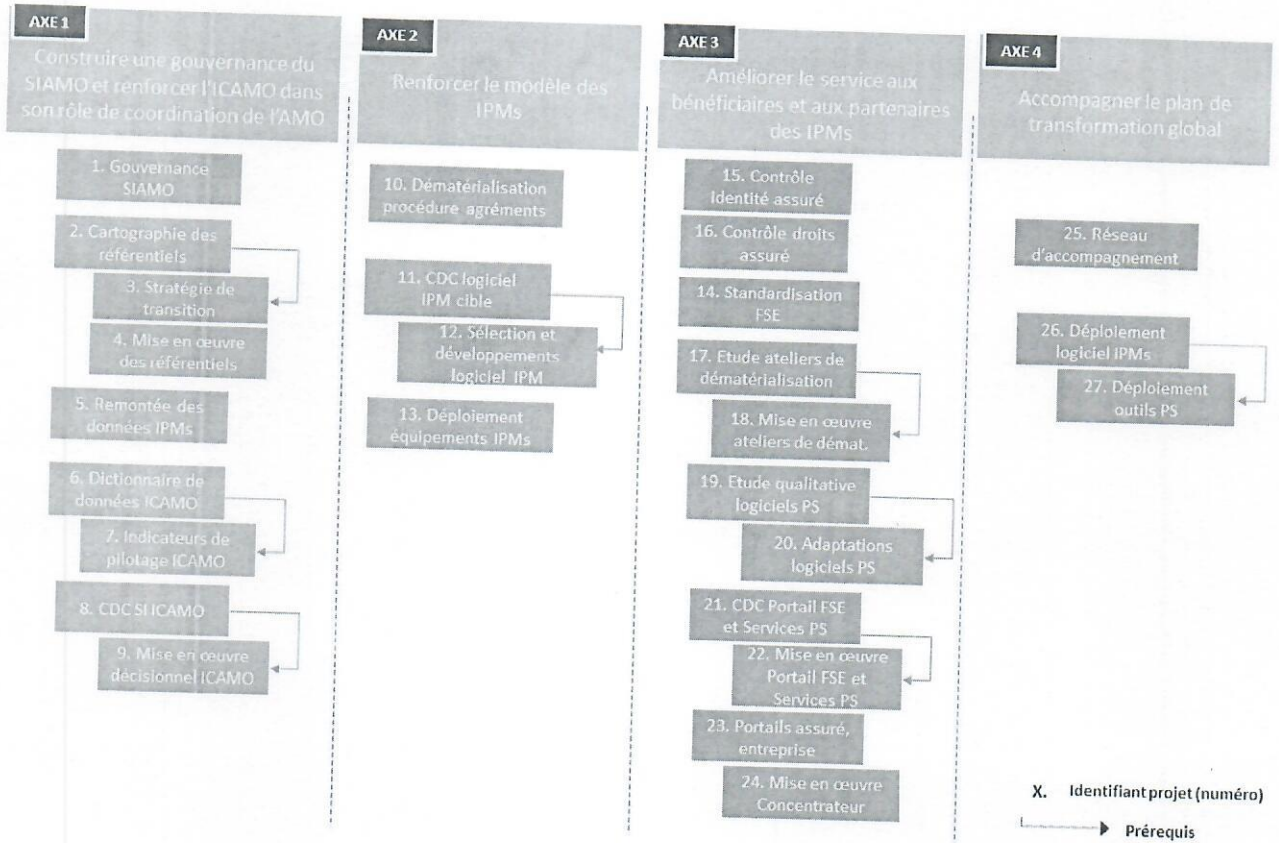 AXE 1
Construire une gouvernance du
SIAMO et renforcer l'ICAMO dans
son rôle de coordination de l'AMO
1. Gouvernance
SIAMO
2. Cartographie des
référentiels
3. Stratégie de
transition
4. Mise en œuvre
des référentiels
5. Remontée des
données IPMs
6. Dictionnaire de
données ICAMO
7. Indicateurs de
pilotage ICAMO
8. CDC SI ICAMO
9. Mise en œuvre
décisionnel ICAMO
AXE 2
Renforcer le modèle des
IPMs
10. Dématérialisation
procédure agréments
11. CDC logiciel
IPM cible
12. Sélection et
développements
logiciel IPM
13. Déploiement
équipements IPMs
AXE 3
Améliorer le service aux
bénéficiaires et aux partenaires
des IPMs
15. Contrôle
Identité assuré
16. Contrôle droits
assuré
14. Standardisation
FSE
17. Etude ateliers de
dématérialisation
18. Mise en œuvre
ateliers de démat.
19. Etude qualitative
logiciels PS
20. Adaptations
logiciels PS
21. CDC Portail FSE
et Services PS
22. Mise en œuvre
Portail FSE et
Services PS
23. Portails assuré,
entreprise
24. Mise en œuvre
Concentrateur
AXE 4
Accompagner le plan de
transformation global
25. Réseau
d'accompagnement
26. Déploiement
logiciel IPMs
27. Déploiement
outils PS
X. Identifiant projet (numéro)
Prérequis